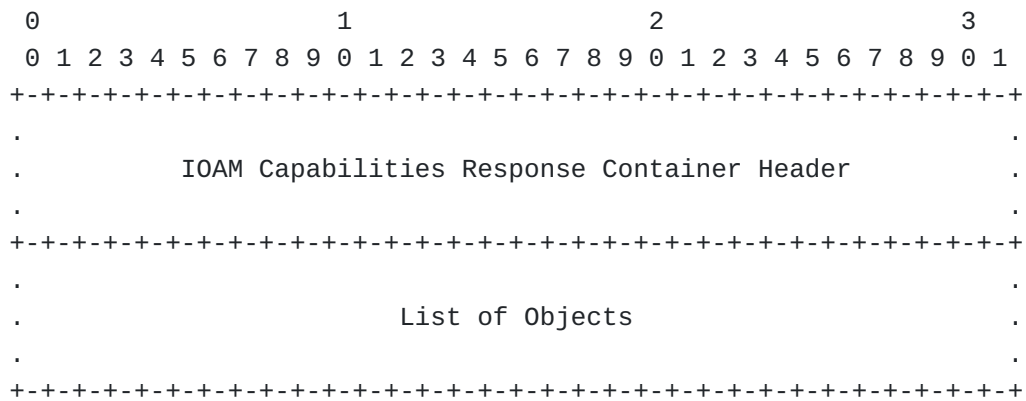 0                   1                   2                   3
 0 1 2 3 4 5 6 7 8 9 0 1 2 3 4 5 6 7 8 9 0 1 2 3 4 5 6 7 8 9 0 1
+-+-+-+-+-+-+-+-+-+-+-+-+-+-+-+-+-+-+-+-+-+-+-+-+-+-+-+-+-+-+-+-+
.                                                               .
.          IOAM Capabilities Response Container Header          .
.                                                               .
+-+-+-+-+-+-+-+-+-+-+-+-+-+-+-+-+-+-+-+-+-+-+-+-+-+-+-+-+-+-+-+-+
.                                                               .
.                        List of Objects                        .
.                                                               .
+-+-+-+-+-+-+-+-+-+-+-+-+-+-+-+-+-+-+-+-+-+-+-+-+-+-+-+-+-+-+-+-+